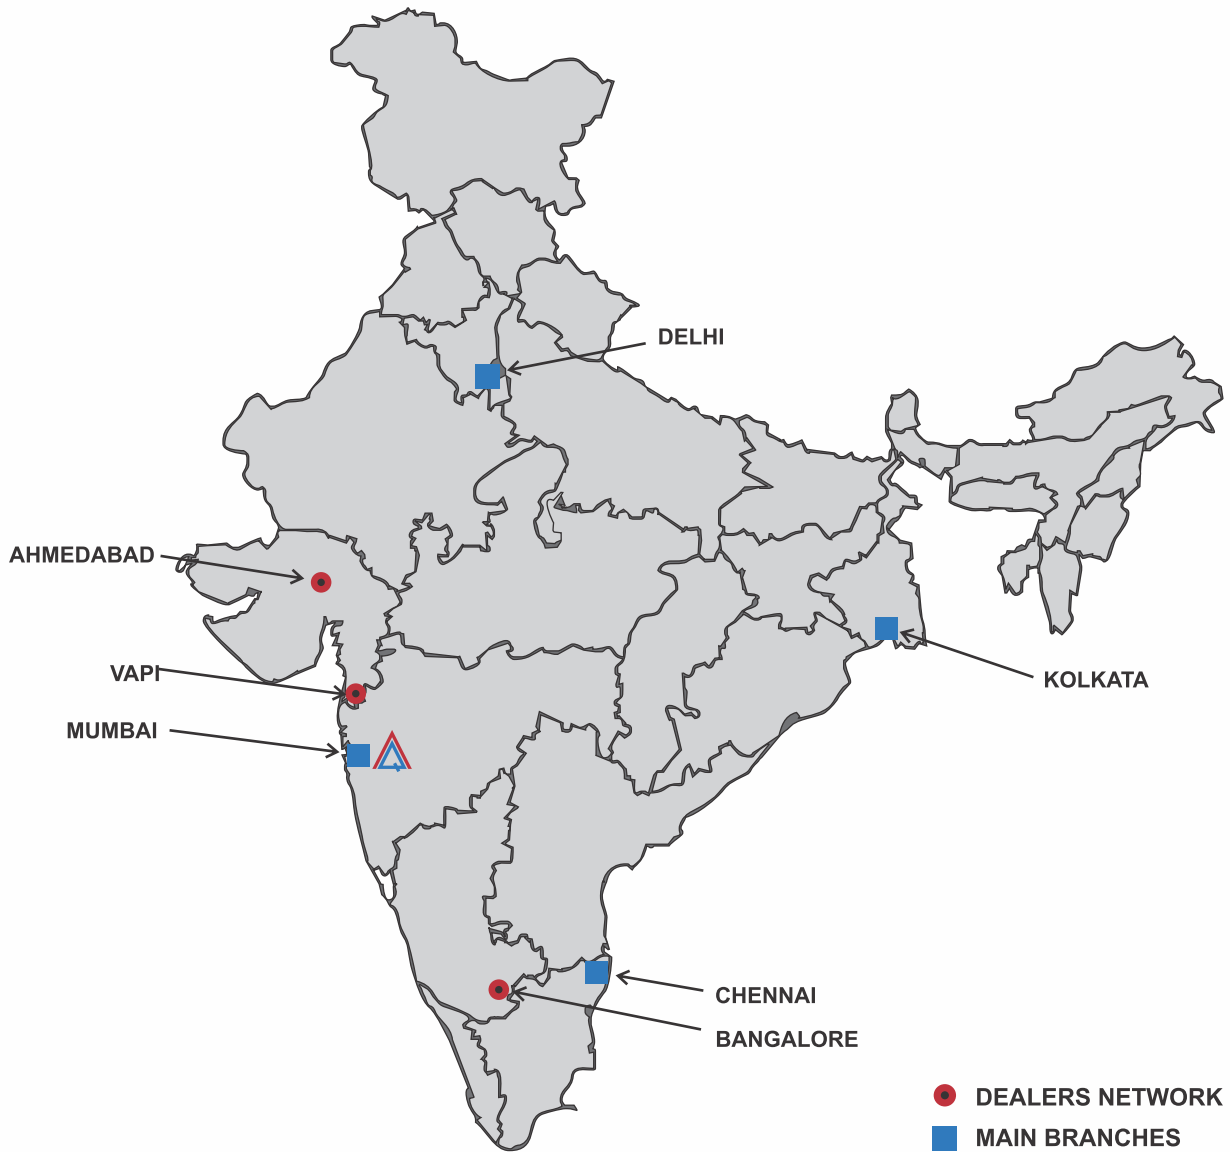 DELHI
AHMEDABAD
VAPI
KOLKATA
MUMBAI
CHENNAI
BANGALORE
DEALERS NETWORK
MAIN BRANCHES